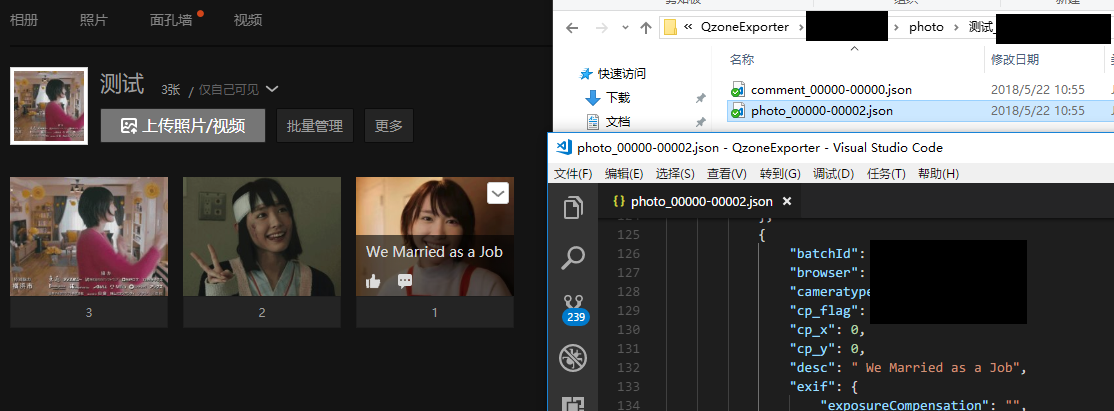 相册 照片 面孔墙 视频
测试 3张 / 仅自己可见
上传照片/视频 批量管理 更多
We Married as a Job
3 2 1
« QzoneExporter › › photo › 测试_
快速访问
下载
文档
名称 修改日期
comment_00000-00000.json 2018/5/22 10:55
photo_00000-00002.json 2018/5/22 10:55
photo_00000-00002.json - QzoneExporter - Visual Studio Code
文件(F) 编辑(E) 选择(S) 查看(V) 转到(G) 调试(D) 任务(T) 帮助(H)
{} photo_00000-00002.json ×
239
124 },
125 {
126 "batchId":
127 "browser":
128 "cameratype
129 "cp_flag":
130 "cp_x": 0,
131 "cp_y": 0,
132 "desc": " We Married as a Job",
133 "exif": {
134 "exposureCompensation": "",